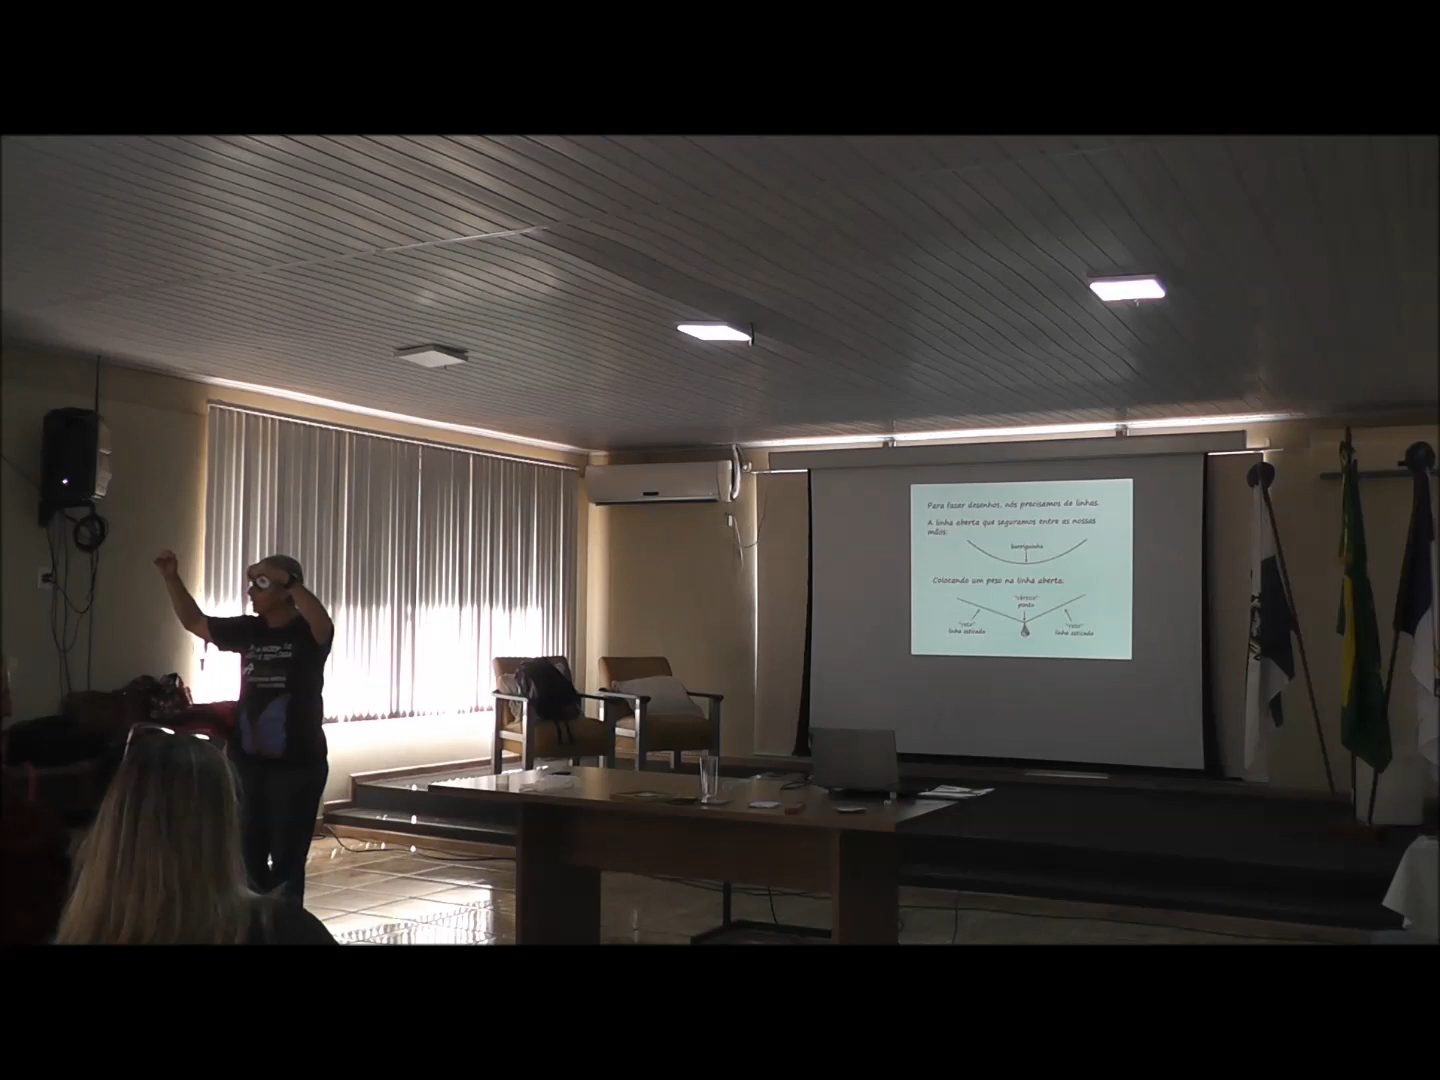 Para fazer desenhos, nós precisamos de linhas.
A linha aberta que seguramos entre as nossas
mãos:
barriguinha
Colocando um peso na linha aberta:
"vértice"
ponto
"reta"
linha esticada
"reta"
linha esticada